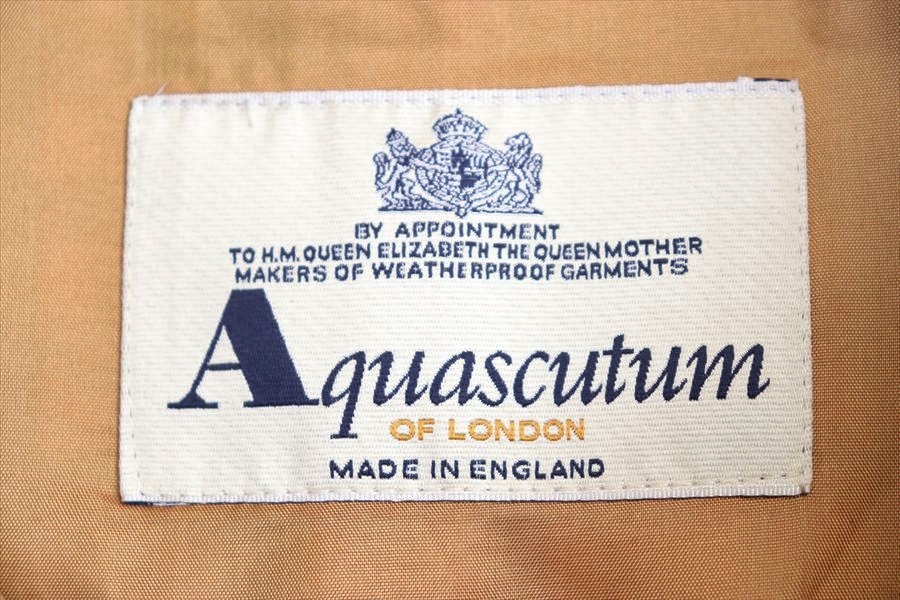 BY APPOINTMENT
TO H.M. QUEEN ELIZABETH THE QUEEN MOTHER
MAKERS OF WEATHERPROOF GARMENTS
Aquascutum
OF LONDON
MADE IN ENGLAND